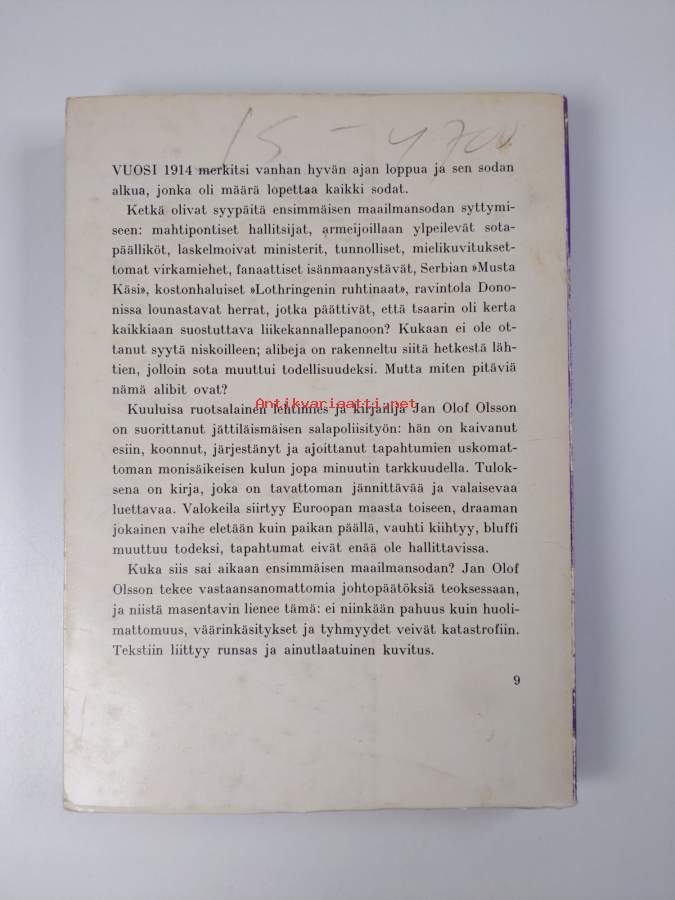 15 - 4700
VUOSI 1914 merkitsi vanhan hyvän ajan loppua ja sen sodan
alkua, jonka oli määrä lopettaa kaikki sodat.
Ketkä olivat syypäitä ensimmäisen maailmansodan syttymi-
seen: mahtipontiset hallitsijat, armeijoillaan ylpeilevät sota-
päälliköt, laskelmoivat ministerit, tunnolliset, mielikuvitukset-
tomat virkamiehet, fanaattiset isänmaanystävät, Serbian »Musta
Käsi», kostonhaluiset »Lothringenin ruhtinaat», ravintola Dono-
nissa lounastavat herrat, jotka päättivät, että tsaarin oli kerta
kaikkiaan suostuttava liikekannallepanoon? Kukaan ei ole ot-
tanut syytä niskoilleen; alibeja on rakenneltu siitä hetkestä läh-
tien, jolloin sota muuttui todellisuudeksi. Mutta miten pitäviä
nämä alibit ovat?
Antikvariaatti.net
Kuuluisa ruotsalainen lehtimies ja kirjailija Jan Olof Olsson
on suorittanut jättiläismäisen salapoliisityön: hän on kaivanut
esiin, koonnut, järjestänyt ja ajoittanut tapahtumien uskomat-
toman monisäikeisen kulun jopa minuutin tarkkuudella. Tulok-
sena on kirja, joka on tavattoman jännittävää ja valaisevaa
luettavaa. Valokeila siirtyy Euroopan maasta toiseen, draaman
jokainen vaihe eletään kuin paikan päällä, vauhti kiihtyy, bluffi
muuttuu todeksi, tapahtumat eivät enää ole hallittavissa.
Kuka siis sai aikaan ensimmäisen maailmansodan? Jan Olof
Olsson tekee vastaansanomattomia johtopäätöksiä teoksessaan,
ja niistä masentavin lienee tämä: ei niinkään pahuus kuin huoli-
mattomuus, väärinkäsitykset ja tyhmyydet veivät katastrofiin.
Tekstiin liittyy runsas ja ainutlaatuinen kuvitus.
9